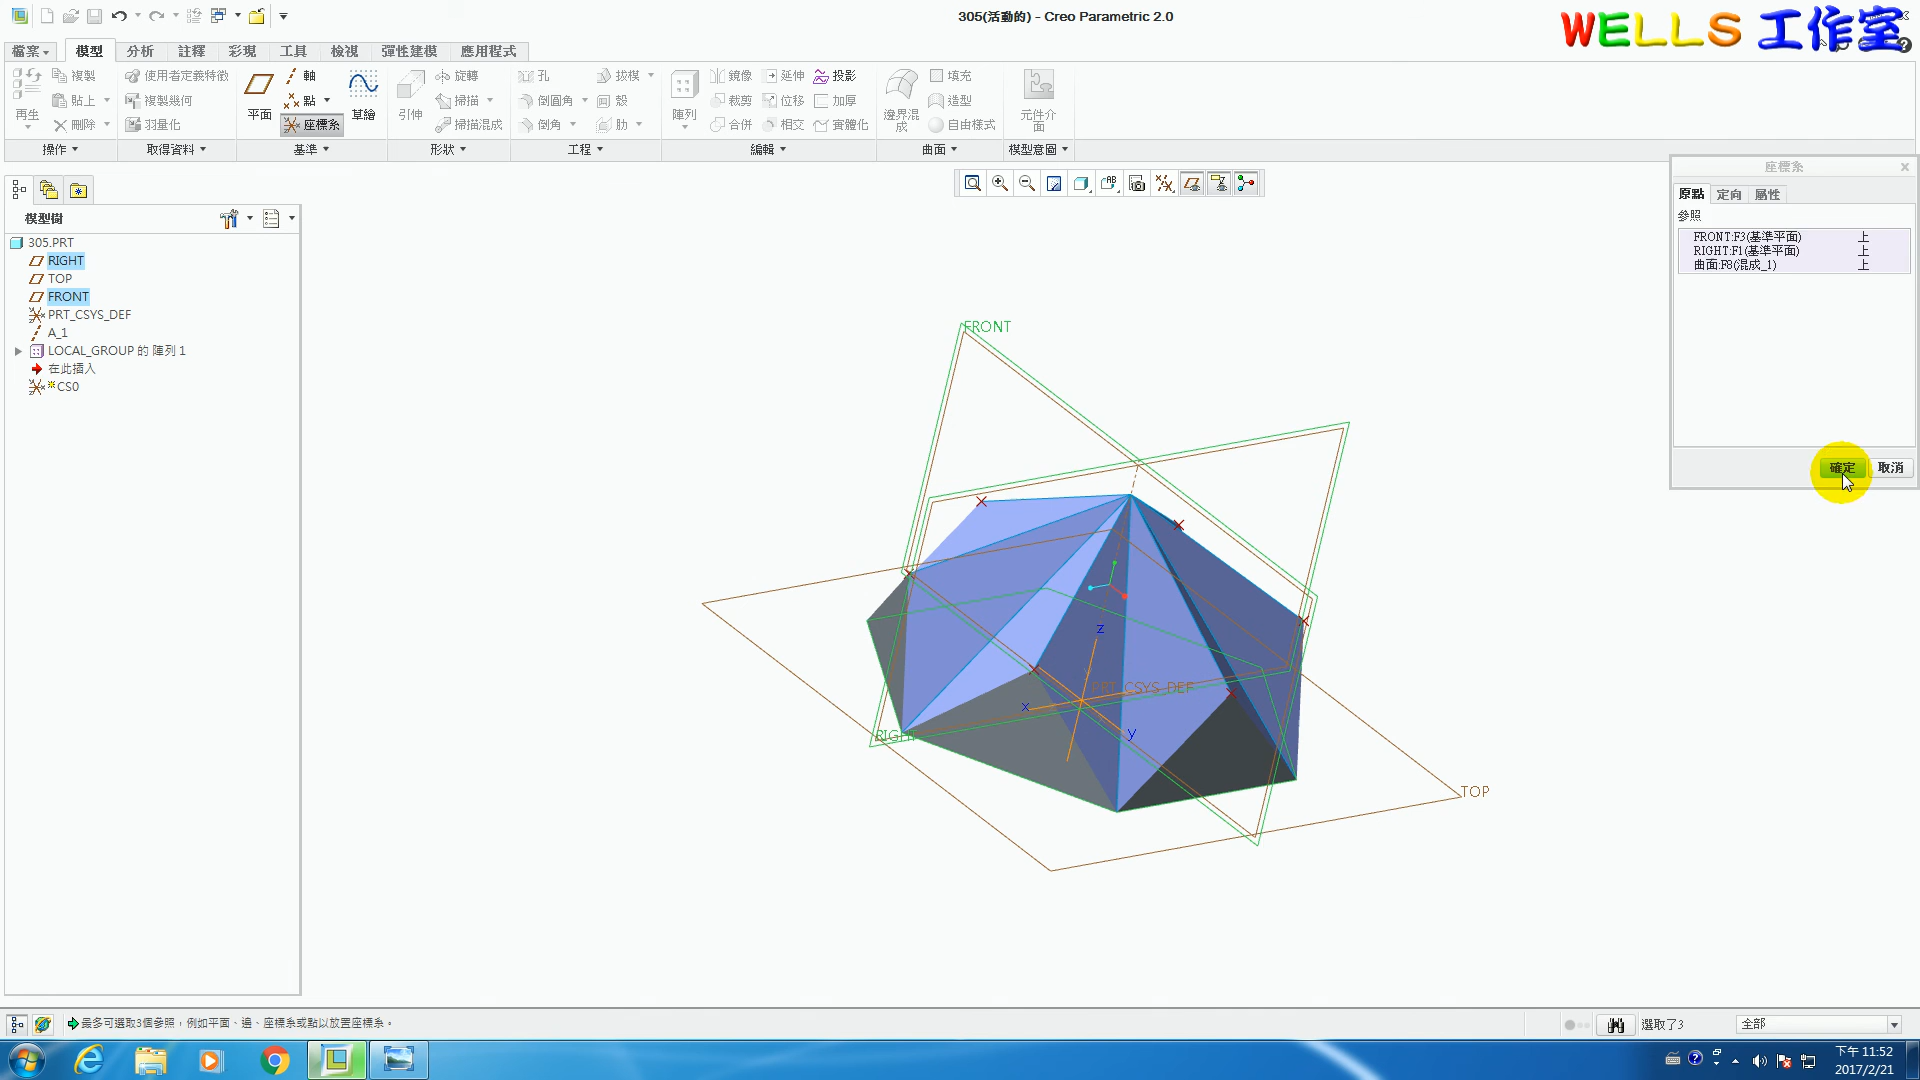 305(活動的) - Creo Parametric 2.0
WELLS 工作室
檔案 模型 分析 註釋 彩現 工具 檢視 彈性建模 應用程式
再生 複製 貼上 刪除
使用者定義特徵 複製幾何 羽量化
平面 軸 點 座標系 草繪
引伸 旋轉 掃描 掃描混成
孔 倒圓角 倒角 拔模 殼 肋
陣列 鏡像 延伸 投影
裁剪 位移 加厚
合併 相交 實體化
邊界混成 填充 造型 自由樣式
元件介面
操作 取得資料 基準 形狀 工程 編輯 曲面 模型意圖
座標系
原點 定向 屬性
參照
FRONT:F3(基準平面) 上
RIGHT:F1(基準平面) 上
曲面:F8(混成_1) 上
確定 取消
模型樹
305.PRT
RIGHT
TOP
FRONT
PRT_CSYS_DEF
A_1
LOCAL_GROUP 的 陣列 1
在此插入
CS0
FRONT
z
PRT_CSYS_DEF
x
y
RIGHT
TOP
最多可選取3個參照，例如平面、邊、座標系或點以放置座標系。
選取了3
全部
下午 11:52
2017/2/21